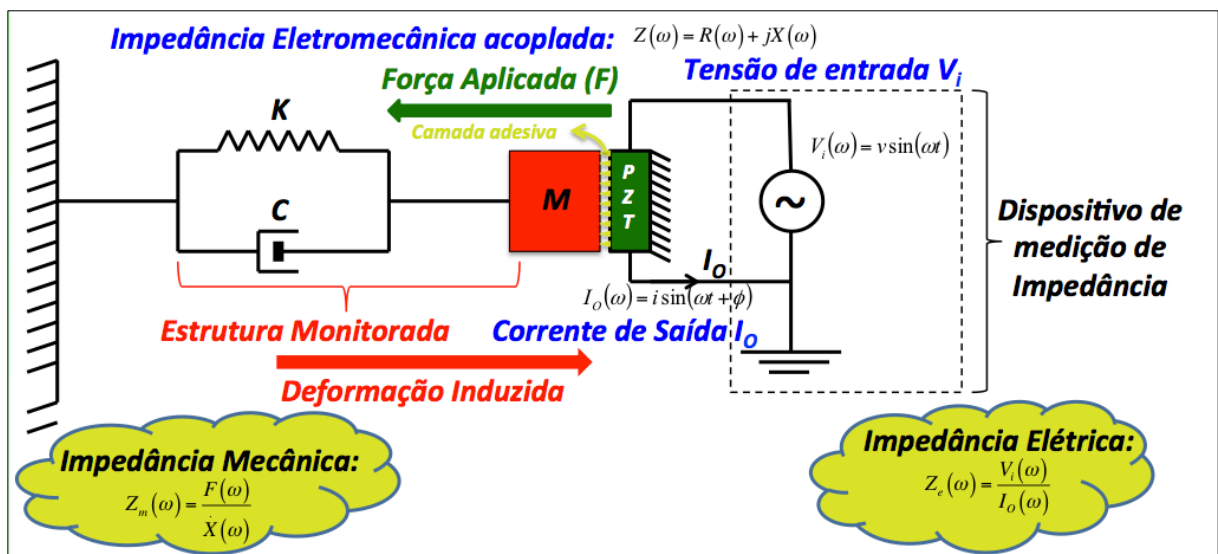 Impedância Eletromecânica acoplada: Z(ω) = R(ω) + jX(ω)
Força Aplicada (F)
Tensão de entrada Vi
K
Camada adesiva
Vi(ω) = v sin(ωt)
C
M
P
Z
T
~
Dispositivo de
medição de
Impedância
IO
IO(ω) = i sin(ωt + ϕ)
Estrutura Monitorada
Corrente de Saída IO
Deformação Induzida
Impedância Mecânica:
Zm(ω) = F(ω) / Ẋ(ω)
Impedância Elétrica:
Ze(ω) = Vi(ω) / IO(ω)